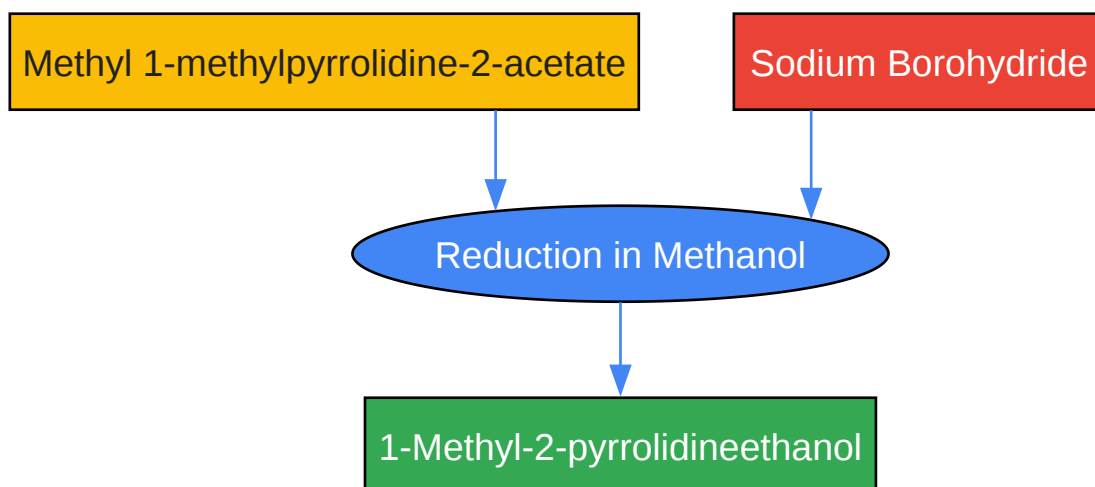 Methyl 1-methylpyrrolidine-2-acetate
Sodium Borohydride
Reduction in Methanol
1-Methyl-2-pyrrolidineethanol